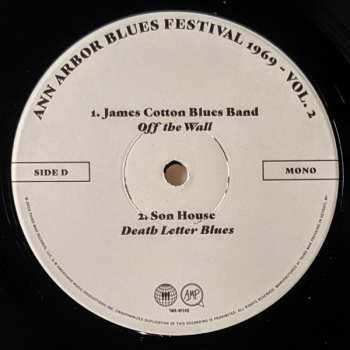 ANN ARBOR BLUES FESTIVAL 1969 - VOL. 2
1. James Cotton Blues Band
Off the Wall
SIDE D
MONO
2. Son House
Death Letter Blues
AMP